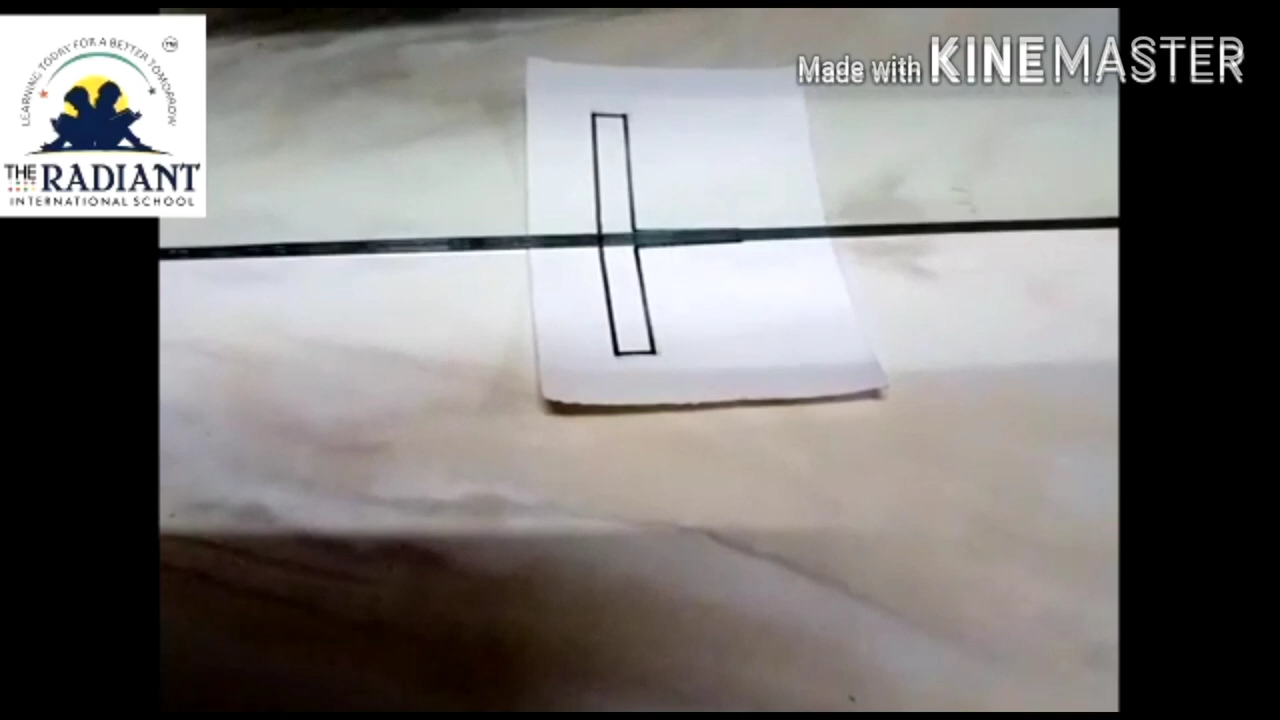 LEARNING TODAY FOR A BETTER TOMORROW
TM
THE RADIANT
INTERNATIONAL SCHOOL
Made with KINEMASTER